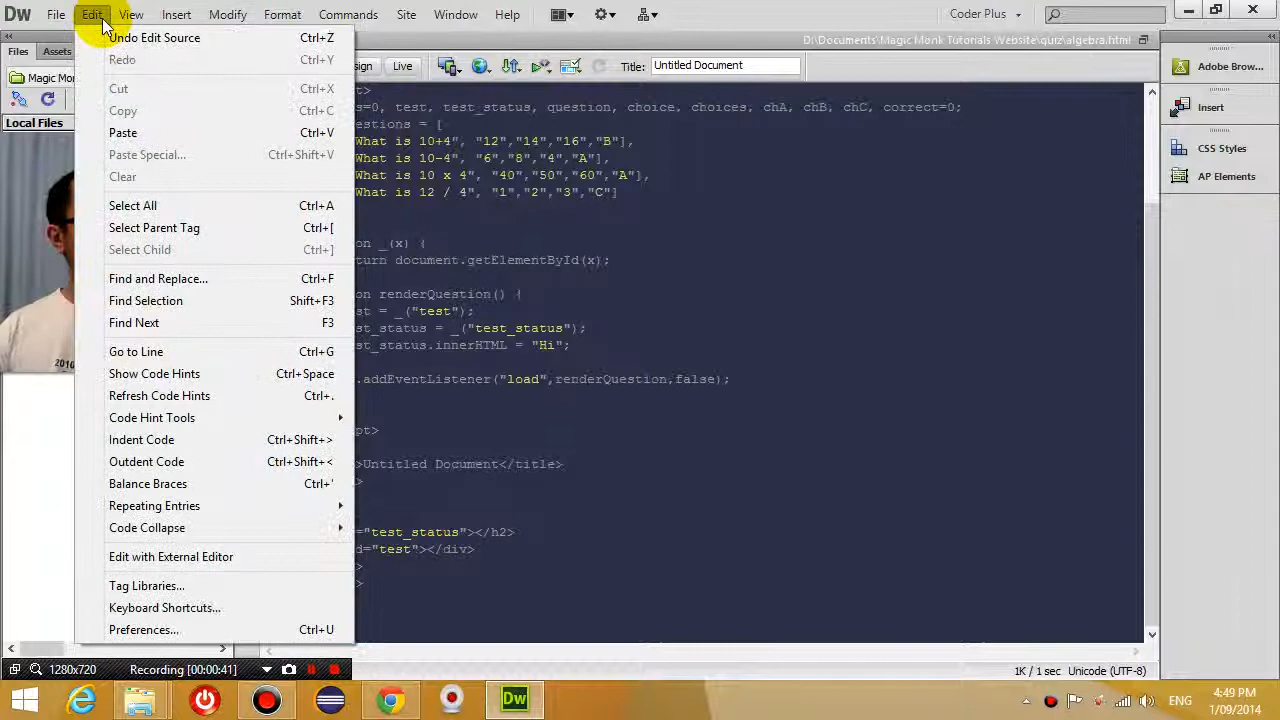 Dw File Edit View Insert Modify Format Commands Site Window Help Coder Plus
D:\Documents\Magic Monk Tutorials Website\quiz\algebra.html
Files Assets
sign Live Title: Untitled Document
Magic Mon
Local Files
Undo Edit Source Ctrl+Z
Redo Ctrl+Y
Cut Ctrl+X
Copy Ctrl+C
Paste Ctrl+V
Paste Special... Ctrl+Shift+V
Clear
Select All Ctrl+A
Select Parent Tag Ctrl+[
Select Child Ctrl+]
Find and Replace... Ctrl+F
Find Selection Shift+F3
Find Next F3
Go to Line Ctrl+G
Show Code Hints Ctrl+Space
Refresh Code Hints Ctrl+.
Code Hint Tools
Indent Code Ctrl+Shift+>
Outdent Code Ctrl+Shift+<
Balance Braces Ctrl+'
Repeating Entries
Code Collapse
Edit with External Editor
Tag Libraries...
Keyboard Shortcuts...
Preferences... Ctrl+U
2010
t>
s=0, test, test_status, question, choice, choices, chA, chB, chC, correct=0;
estions = [
What is 10+4", "12","14","16","B"],
What is 10-4", "6","8","4","A"],
What is 10 x 4", "40","50","60","A"],
What is 12 / 4", "1","2","3","C"]
on _(x) {
turn document.getElementById(x);
on renderQuestion() {
st = _("test");
st_status = _("test_status");
st_status.innerHTML = "Hi";
.addEventListener("load",renderQuestion,false);
pt>
>Untitled Document</title>
>
="test_status"></h2>
d="test"></div>
>
>
Adobe Brow...
Insert
CSS Styles
AP Elements
1280x720 Recording [00:00:41]
1K / 1 sec Unicode (UTF-8)
Dw
ENG
4:49 PM
1/09/2014